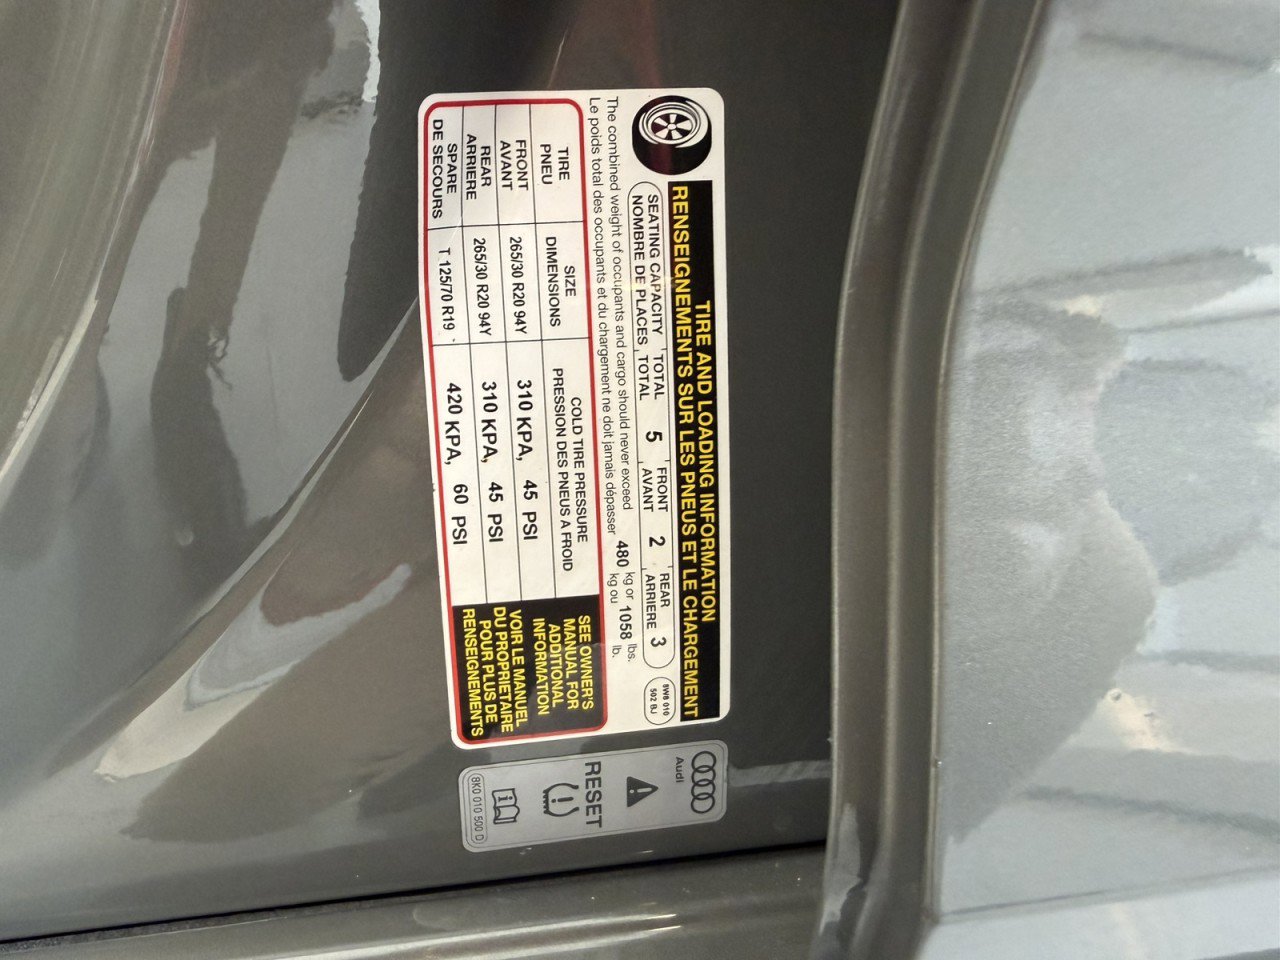 TIRE AND LOADING INFORMATION
RENSEIGNEMENTS SUR LES PNEUS ET LE CHARGEMENT
SEATING CAPACITY TOTAL 5 FRONT 2 REAR 3
NOMBRE DE PLACES TOTAL AVANT ARRIERE
8W8 010
502 BJ
The combined weight of occupants and cargo should never exceed 480 kg or 1058 lbs.
Le poids total des occupants et du chargement ne doit jamais dépasser kg ou lb.
TIRE SIZE COLD TIRE PRESSURE
PNEU DIMENSIONS PRESSION DES PNEUS A FROID
FRONT
AVANT 265/30 R20 94Y 310 KPA, 45 PSI
REAR
ARRIERE 265/30 R20 94Y 310 KPA, 45 PSI
SPARE
DE SECOURS T 125/70 R19 420 KPA, 60 PSI
SEE OWNER'S
MANUAL FOR
ADDITIONAL
INFORMATION
VOIR LE MANUEL
DU PROPRIETAIRE
POUR PLUS DE
RENSEIGNEMENTS
Audi
RESET
8K0 010 500 D